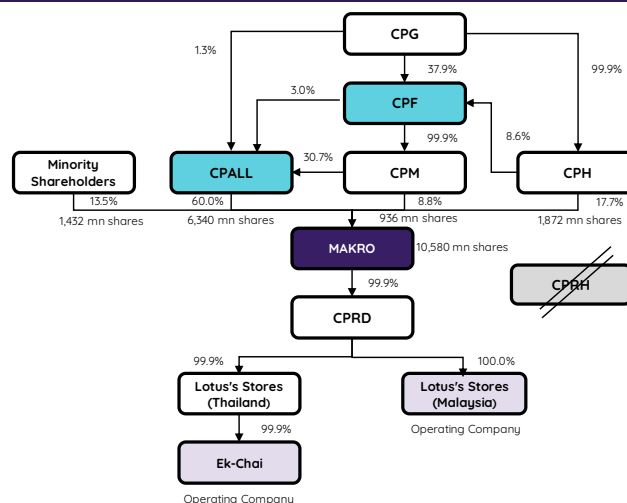 CPG
1.3%
37.9%
99.9%
3.0%
CPF
99.9%
8.6%
30.7%
Minority
Shareholders
CPALL
CPM
CPH
13.5%
60.0%
8.8%
17.7%
1,432 mn shares
6,340 mn shares
936 mn shares
1,872 mn shares
MAKRO
10,580 mn shares
99.9%
CPRH
CPRD
99.9%
100.0%
Lotus's Stores
(Thailand)
Lotus's Stores
(Malaysia)
99.9%
Operating Company
Ek-Chai
Operating Company